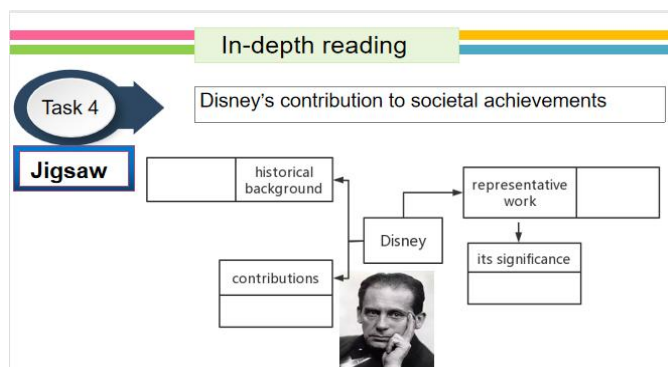 In-depth reading
Task 4
Disney's contribution to societal achievements
Jigsaw
historical
background
representative
work
Disney
its significance
contributions